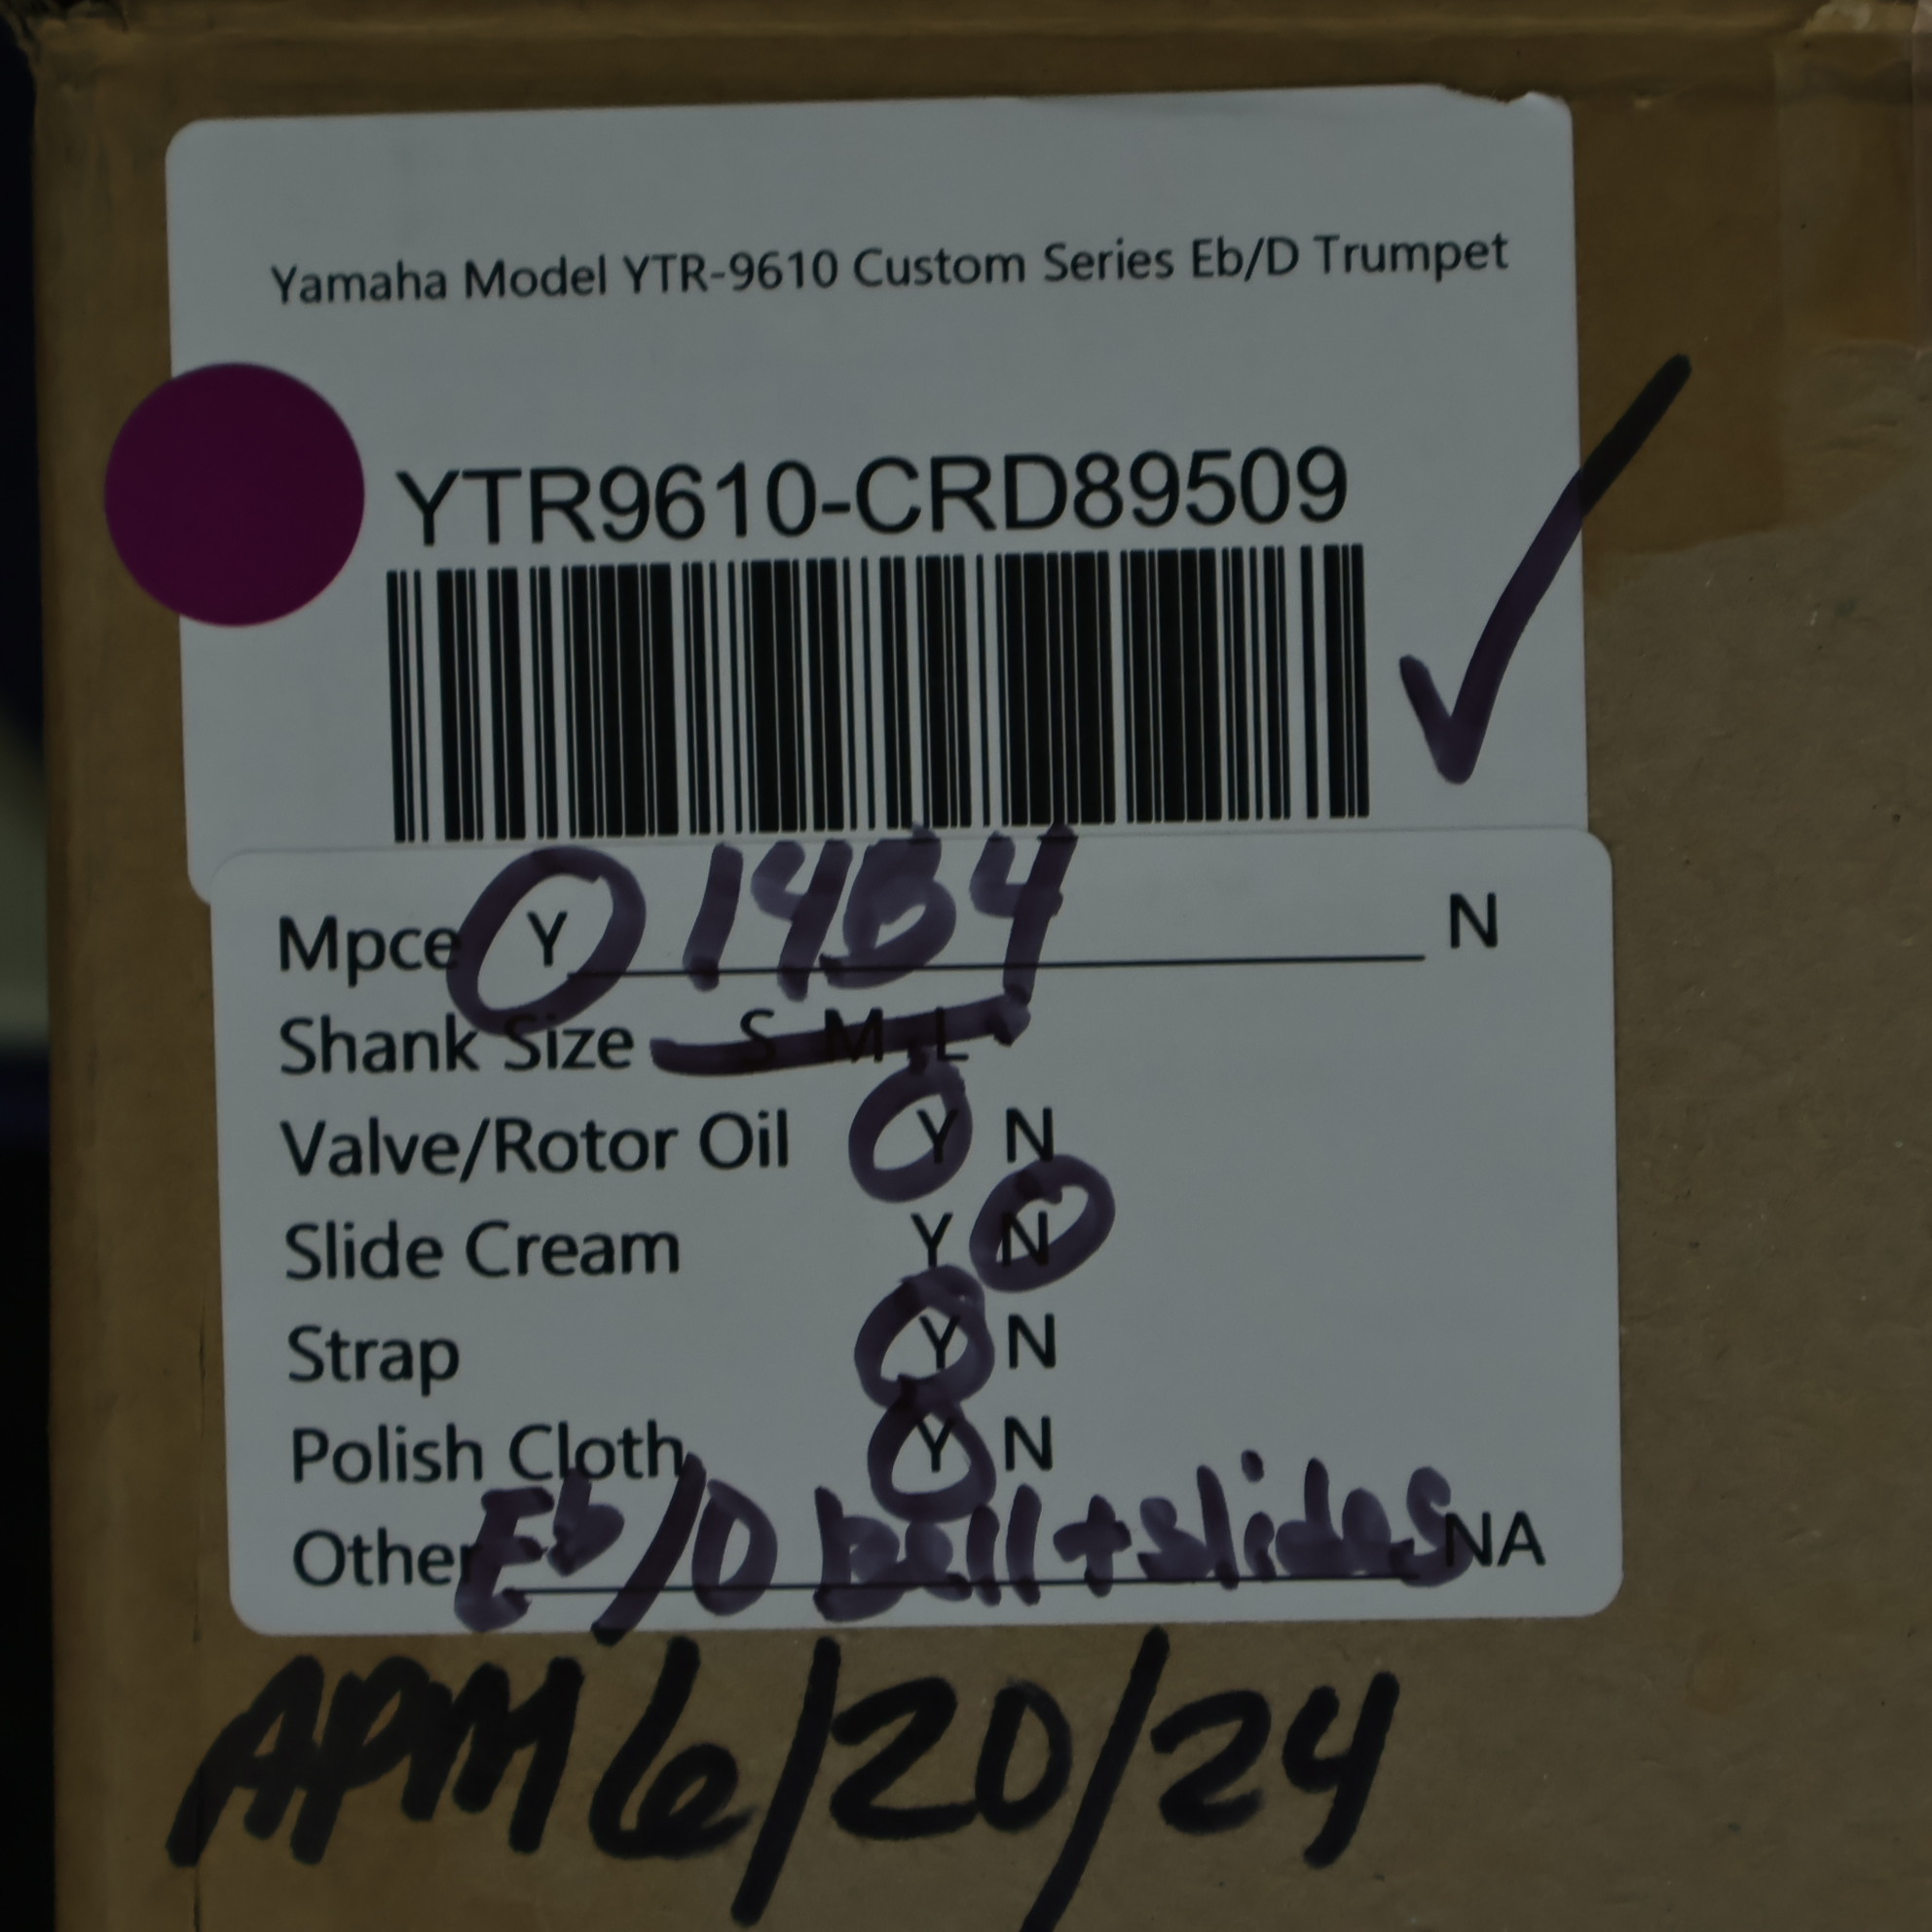 Yamaha Model YTR-9610 Custom Series Eb/D Trumpet
YTR9610-CRD89509
Mpce Y 14B4 N
Shank Size S M L
Valve/Rotor Oil Y N
Slide Cream Y N
Strap Y N
Polish Cloth Y N
Other Eb/D bell + slides NA
APM 6/20/24